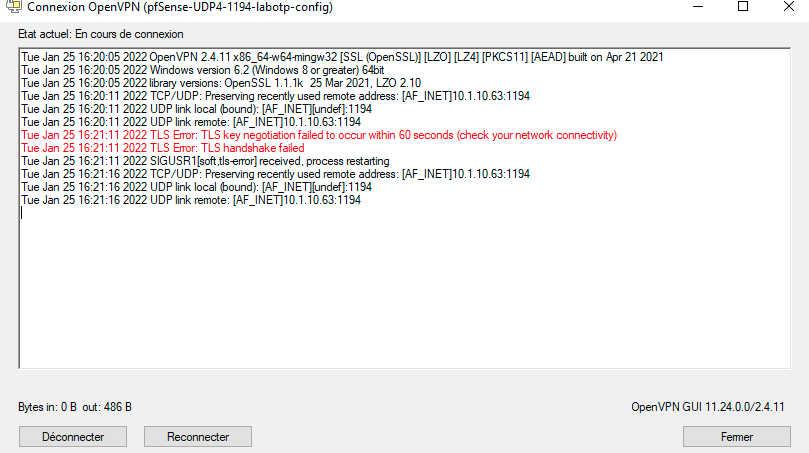 Connexion OpenVPN (pfSense-UDP4-1194-labotp-config)
Etat actuel: En cours de connexion
Tue Jan 25 16:20:05 2022 OpenVPN 2.4.11 x86_64-w64-mingw32 [SSL (OpenSSL)] [LZO] [LZ4] [PKCS11] [AEAD] built on Apr 21 2021
Tue Jan 25 16:20:05 2022 Windows version 6.2 (Windows 8 or greater) 64bit
Tue Jan 25 16:20:05 2022 library versions: OpenSSL 1.1.1k 25 Mar 2021, LZO 2.10
Tue Jan 25 16:20:11 2022 TCP/UDP: Preserving recently used remote address: [AF_INET]10.1.10.63:1194
Tue Jan 25 16:20:11 2022 UDP link local (bound): [AF_INET][undef]:1194
Tue Jan 25 16:20:11 2022 UDP link remote: [AF_INET]10.1.10.63:1194
Tue Jan 25 16:21:11 2022 TLS Error: TLS key negotiation failed to occur within 60 seconds (check your network connectivity)
Tue Jan 25 16:21:11 2022 TLS Error: TLS handshake failed
Tue Jan 25 16:21:11 2022 SIGUSR1[soft,tls-error] received, process restarting
Tue Jan 25 16:21:16 2022 TCP/UDP: Preserving recently used remote address: [AF_INET]10.1.10.63:1194
Tue Jan 25 16:21:16 2022 UDP link local (bound): [AF_INET][undef]:1194
Tue Jan 25 16:21:16 2022 UDP link remote: [AF_INET]10.1.10.63:1194
Bytes in: 0 B out: 486 B
OpenVPN GUI 11.24.0.0/2.4.11
Déconnecter
Reconnecter
Fermer